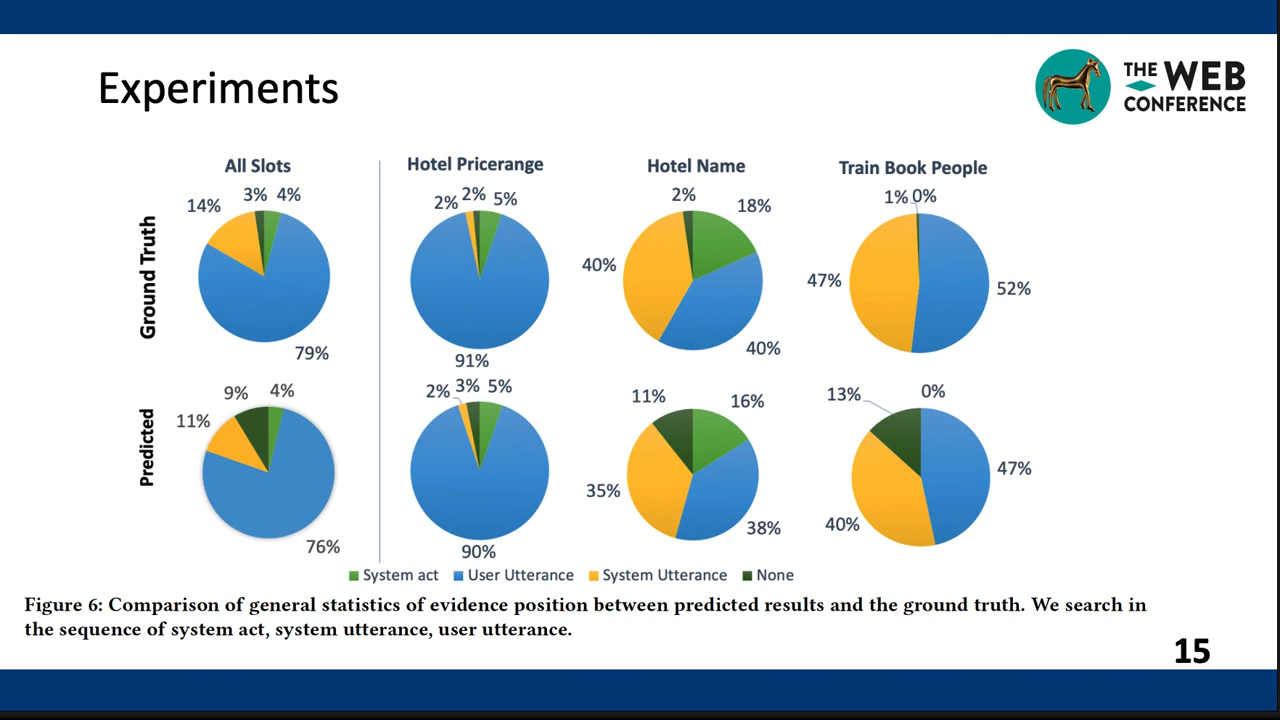 Experiments
THE WEB
CONFERENCE
All Slots
Hotel Pricerange
Hotel Name
Train Book People
Ground Truth
14%
3%
4%
79%
2%
2%
5%
91%
2%
18%
40%
40%
1%
0%
47%
52%
Predicted
9%
4%
11%
76%
2%
3%
5%
90%
11%
16%
35%
38%
13%
0%
40%
47%
System act
User Utterance
System Utterance
None
Figure 6: Comparison of general statistics of evidence position between predicted results and the ground truth. We search in
the sequence of system act, system utterance, user utterance.
15